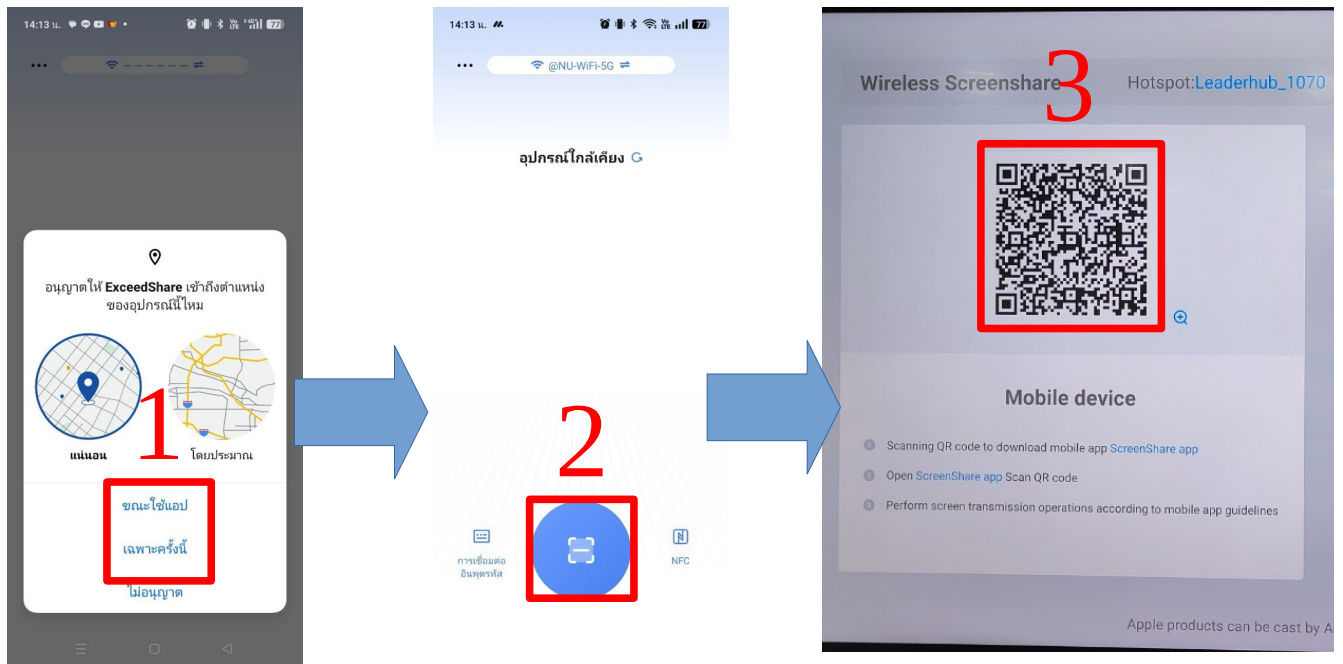 14:13 น.
77
อนุญาตให้ ExceedShare เข้าถึงตำแหน่ง
ของอุปกรณ์นี้ไหม
1
แน่นอน
โดยประมาณ
ขณะใช้แอป
เฉพาะครั้งนี้
ไม่อนุญาต
14:13 น.
77
@NU-WiFi-5G
อุปกรณ์ใกล้เคียง
2
การเชื่อมต่อ
อินพุตรหัส
NFC
3
Wireless Screenshare
Hotspot:Leaderhub_1070
Mobile device
1 Scanning QR code to download mobile app ScreenShare app
2 Open ScreenShare app Scan QR code
3 Perform screen transmission operations according to mobile app guidelines
Apple products can be cast by A